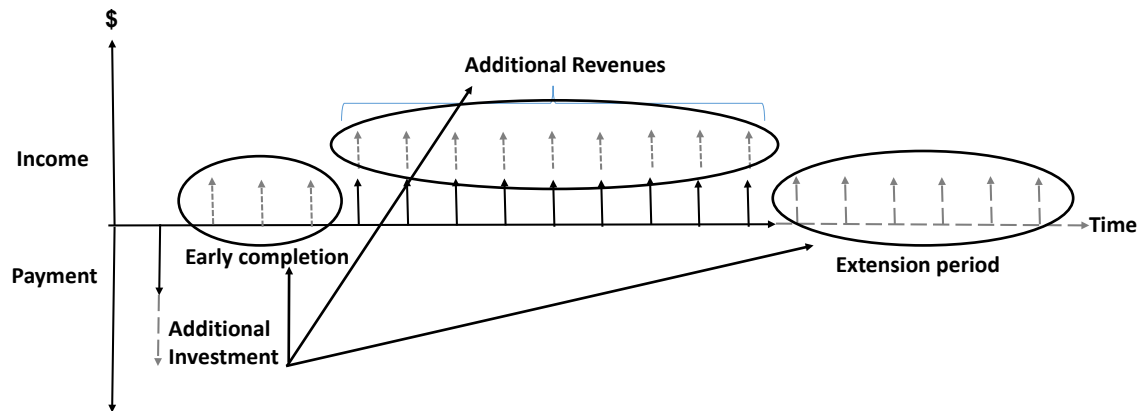 $
Additional Revenues
Income
Time
Early completion
Extension period
Payment
Additional
Investment